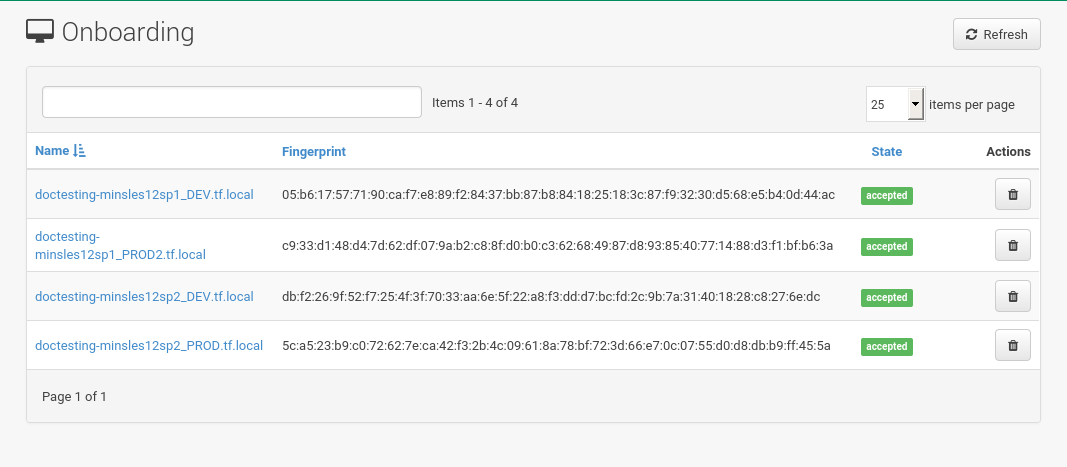 Onboarding
Refresh
Items 1 - 4 of 4
25 items per page
Name Fingerprint State Actions
doctesting-minsles12sp1_DEV.tf.local 05:b6:17:57:71:90:ca:f7:e8:89:f2:84:37:bb:87:b8:84:18:25:18:3c:87:f9:32:30:d5:68:e5:b4:0d:44:ac accepted
doctesting-
minsles12sp1_PROD2.tf.local c9:33:d1:48:d4:7d:62:df:07:9a:b2:c8:8f:d0:b0:c3:62:68:49:87:d8:93:85:40:77:14:88:d3:f1:bf:b6:3a accepted
doctesting-minsles12sp2_DEV.tf.local db:f2:26:9f:52:f7:25:4f:3f:70:33:aa:6e:5f:22:a8:f3:dd:d7:bc:fd:2c:9b:7a:31:40:18:28:c8:27:6e:dc accepted
doctesting-minsles12sp2_PROD.tf.local 5c:a5:23:b9:c0:72:62:7e:ca:42:f3:2b:4c:09:61:8a:78:bf:72:3d:66:e7:0c:07:55:d0:d8:db:b9:ff:45:5a accepted
Page 1 of 1